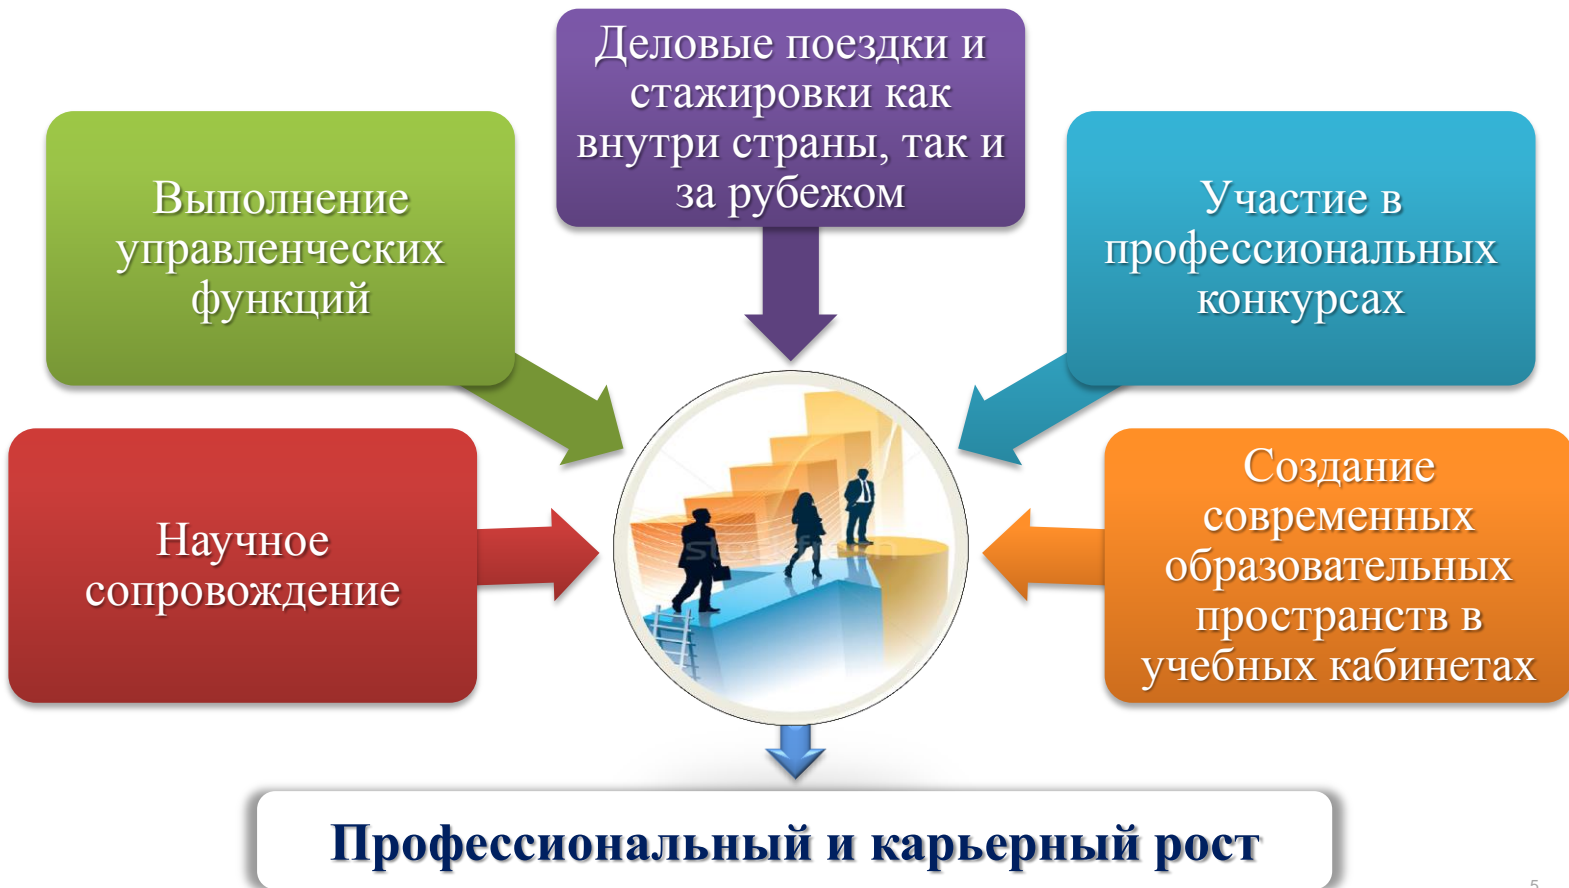 Деловые поездки и
стажировки как
внутри страны, так и
за рубежом
Выполнение
управленческих
функций
Участие в
профессиональных
конкурсах
Научное
сопровождение
Создание
современных
образовательных
пространств в
учебных кабинетах
Профессиональный и карьерный рост
5